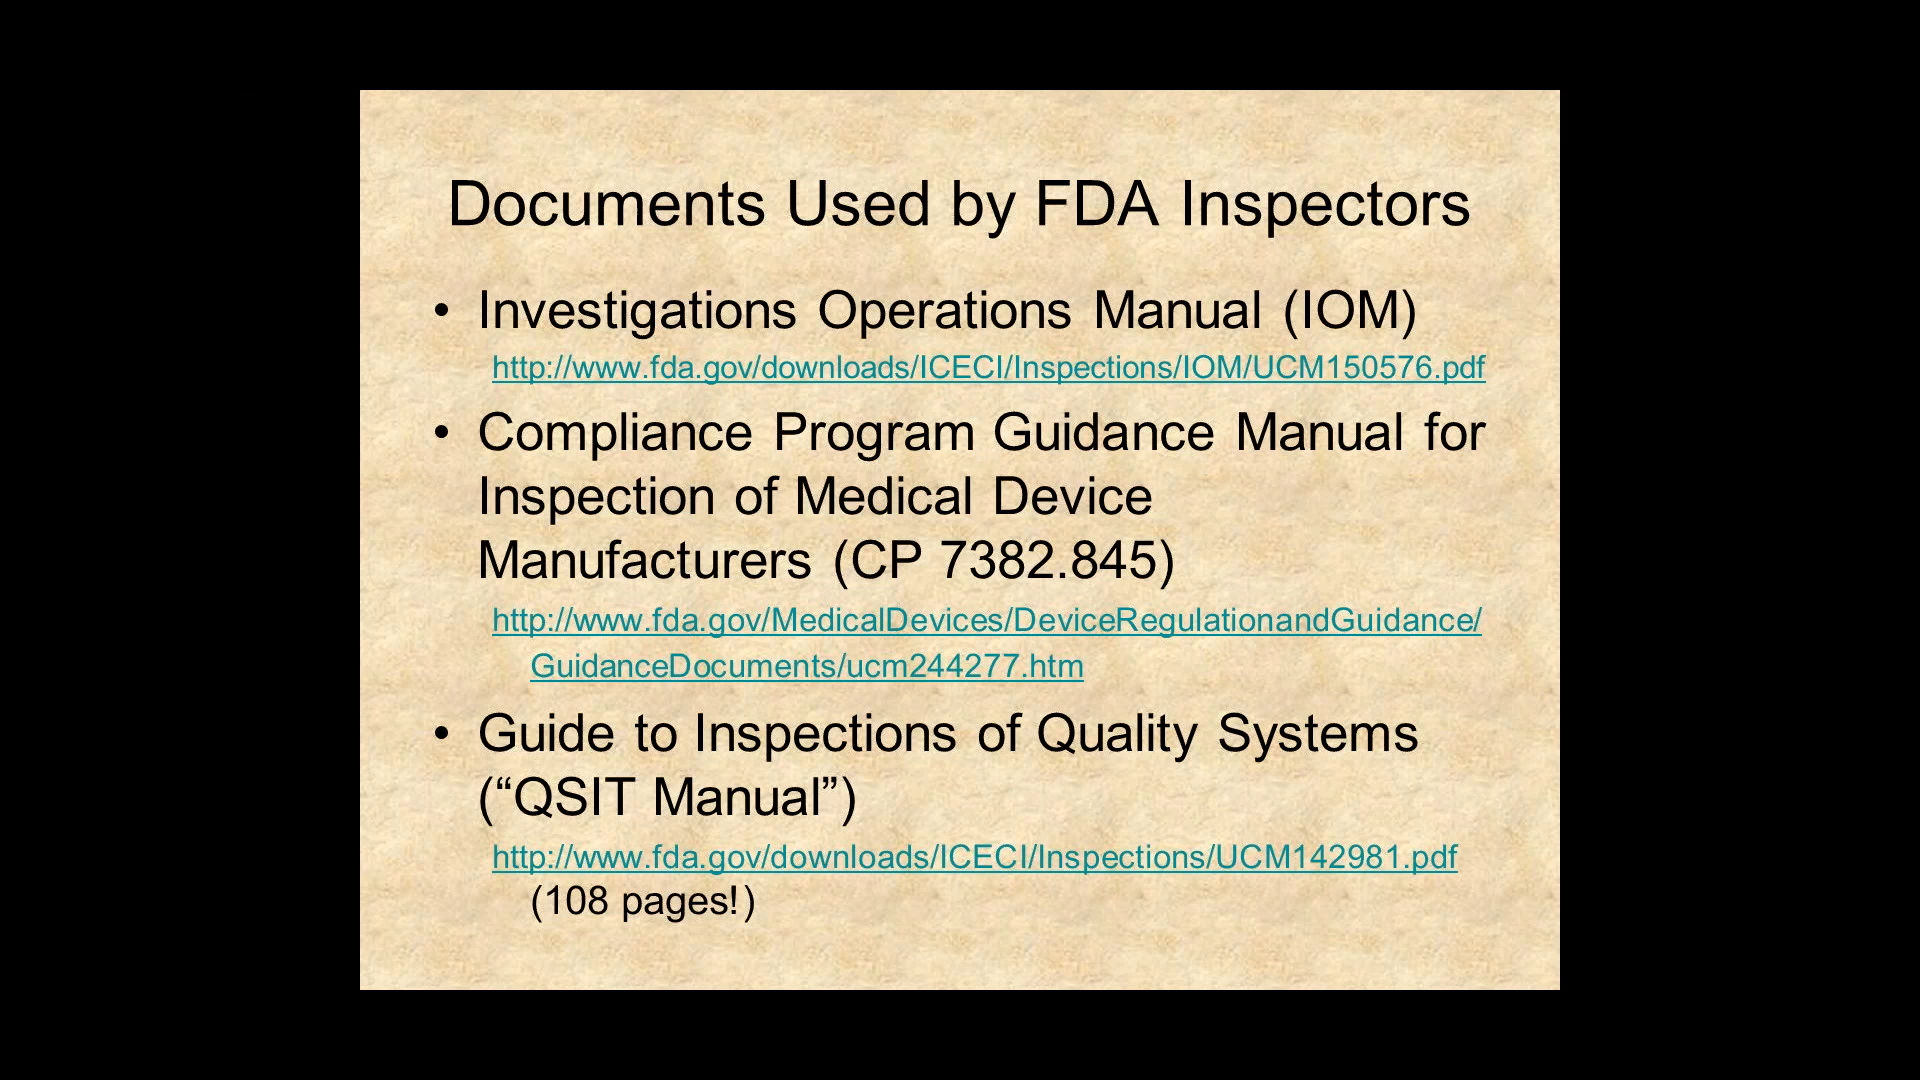 Documents Used by FDA Inspectors
• Investigations Operations Manual (IOM)
http://www.fda.gov/downloads/ICECI/Inspections/IOM/UCM150576.pdf
• Compliance Program Guidance Manual for
Inspection of Medical Device
Manufacturers (CP 7382.845)
http://www.fda.gov/MedicalDevices/DeviceRegulationandGuidance/
GuidanceDocuments/ucm244277.htm
• Guide to Inspections of Quality Systems
(“QSIT Manual”)
http://www.fda.gov/downloads/ICECI/Inspections/UCM142981.pdf
(108 pages!)